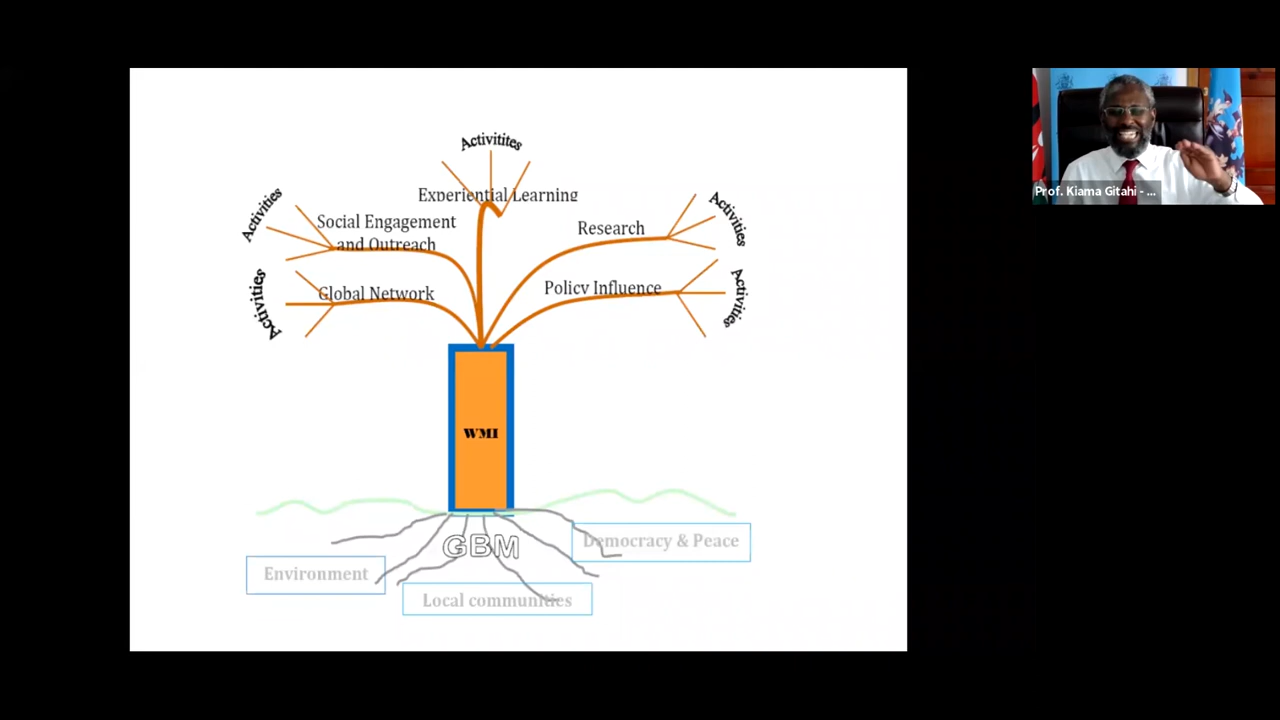 Activitites
Experiential Learning
Activities
Social Engagement
and Outreach
Research
Activities
Activities
Global Network
Policy Influence
Activities
WMI
GBM
Democracy & Peace
Environment
Local communities
Prof. Kiama Gitahi - ...